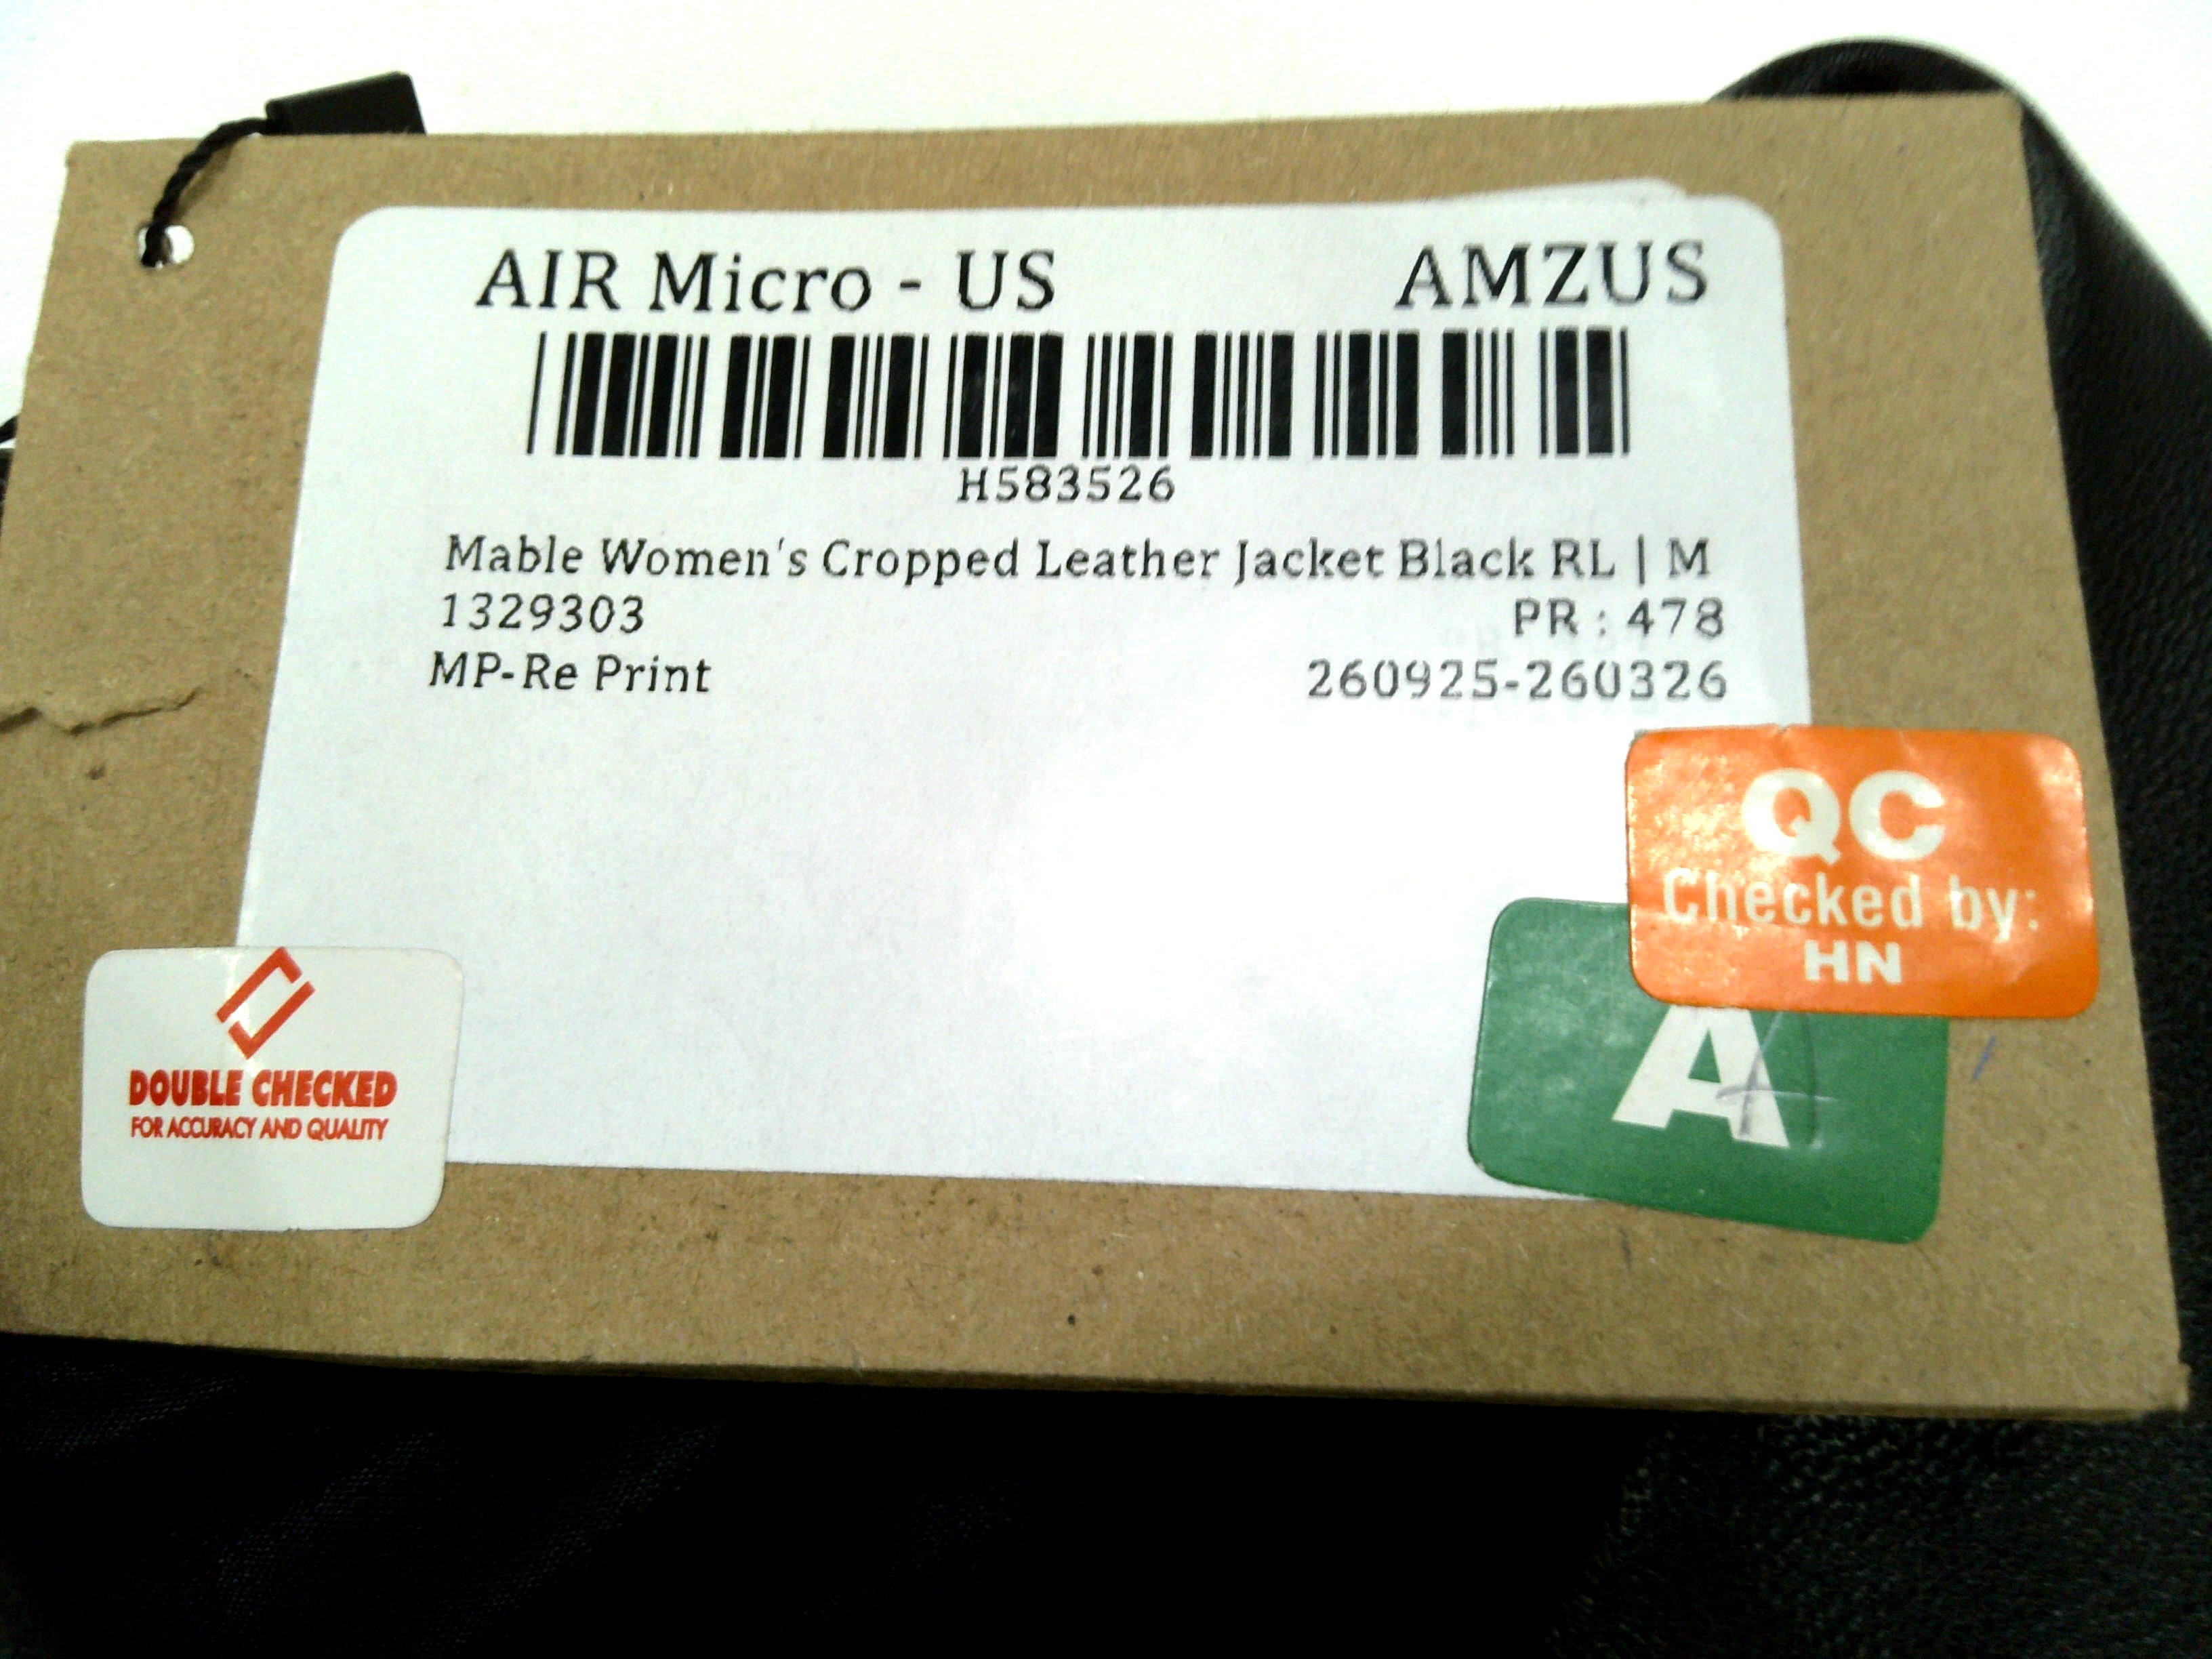 AIR Micro - US AMZUS
H583526
Mable Women's Cropped Leather Jacket Black RL | M
1329303 PR : 478
MP-Re Print 260925-260326
QC
Checked by:
HN
A
DOUBLE CHECKED
FOR ACCURACY AND QUALITY